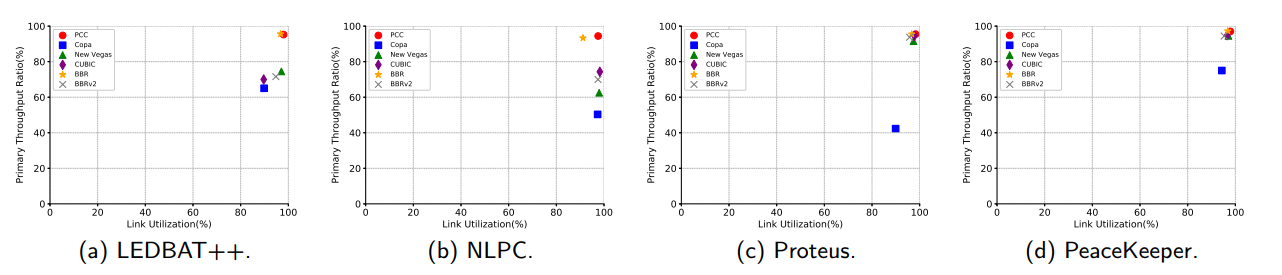 Primary Throughput Ratio(%)
100
80
60
40
20
0
PCC
Copa
New Vegas
CUBIC
BBR
BBRv2
0 20 40 60 80 100
Link Utilization(%)
(a) LEDBAT++.
Primary Throughput Ratio(%)
100
80
60
40
20
0
PCC
Copa
New Vegas
CUBIC
BBR
BBRv2
0 20 40 60 80 100
Link Utilization(%)
(b) NLPC.
Primary Throughput Ratio(%)
100
80
60
40
20
0
PCC
Copa
New Vegas
CUBIC
BBR
BBRv2
0 20 40 60 80 100
Link Utilization(%)
(c) Proteus.
Primary Throughput Ratio(%)
100
80
60
40
20
0
PCC
Copa
New Vegas
CUBIC
BBR
BBRv2
0 20 40 60 80 100
Link Utilization(%)
(d) PeaceKeeper.